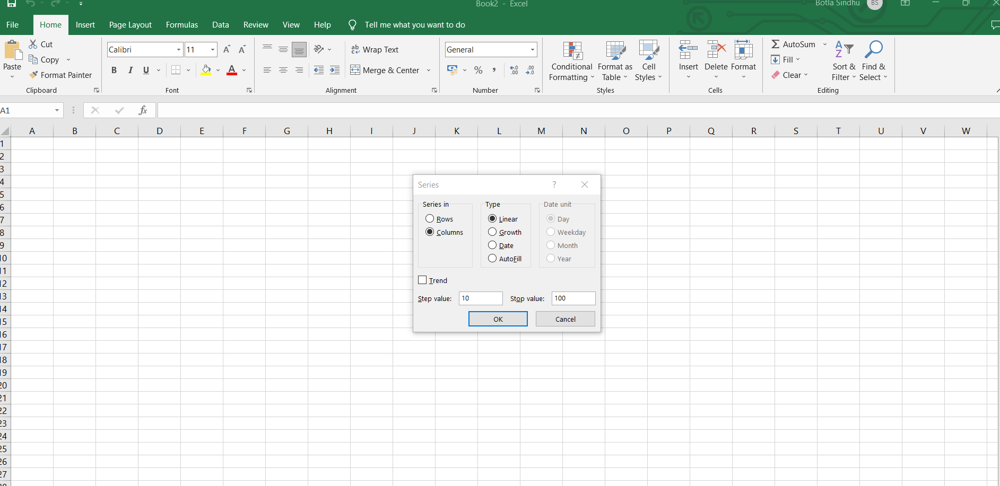 Book2 - Excel
Botla Sindhu
BS
File Home Insert Page Layout Formulas Data Review View Help Tell me what you want to do
Paste
Cut
Copy
Format Painter
Clipboard
Calibri 11
A A
B I U A
Font
ab
Wrap Text
Merge & Center
Alignment
General
% , .00 .0
Number
Conditional Formatting
Format as Table
Cell Styles
Styles
Insert Delete Format
Cells
AutoSum
Fill
Clear
Sort & Filter
Find & Select
Editing
A1 fx
A B C D E F G H I J K L M N O P Q R S T U V W
1
2
3
4
5
6
7
8
9
10
11
12
13
14
15
16
17
18
19
20
21
22
23
24
25
26
27
Series ?
Series in
Rows
Columns
Type
Linear
Growth
Date
AutoFill
Date unit
Day
Weekday
Month
Year
Trend
Step value: 10 Stop value: 100
OK Cancel